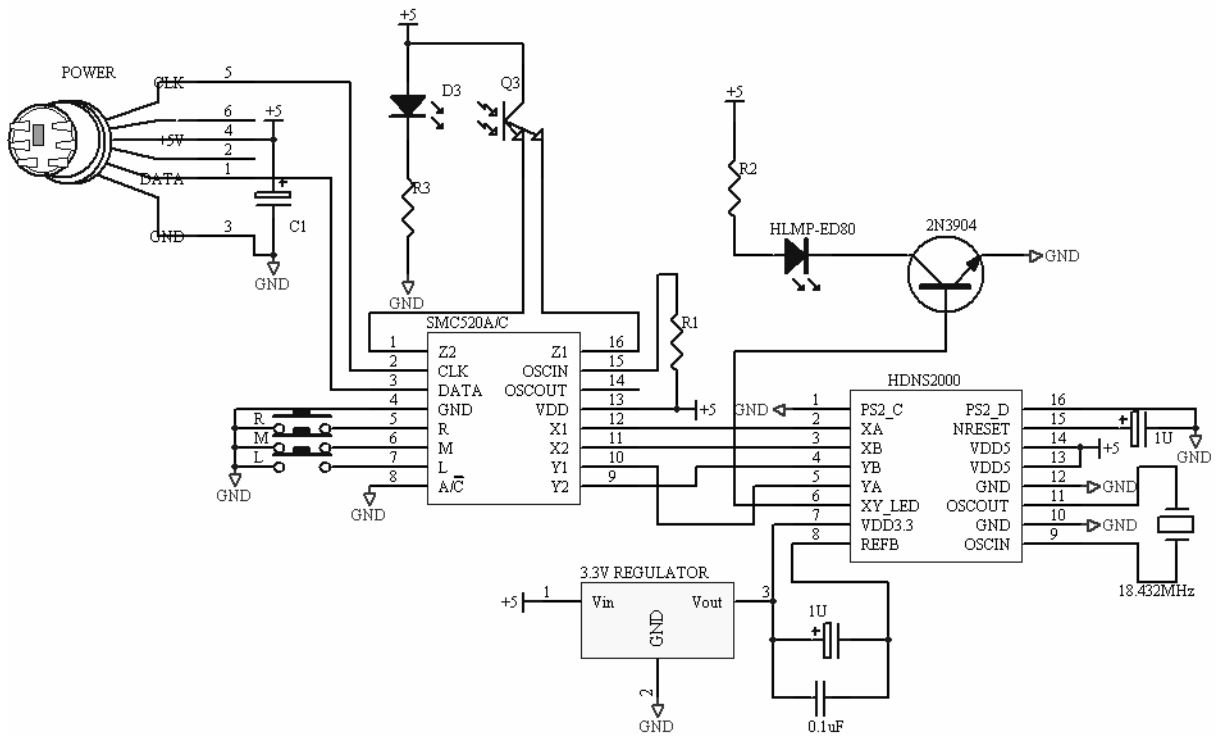 +5
POWER
CLK
5
6
+5
+5V
4
2
DATA
1
GND
3
C1
+
GND
D3
Q3
R3
GND
+5
R2
HLMP-ED80
2N3904
GND
R1
+5
SMC520A/C
1
Z2
Z1
16
2
CLK
OSCIN
15
3
DATA
OSCOUT
14
4
GND
VDD
13
R
5
R
X1
12
M
6
M
X2
11
L
7
L
Y1
10
8
A/C
Y2
9
GND
GND
HDNS2000
GND
1
PS2_C
PS2_D
16
2
XA
NRESET
15
3
XB
VDD5
14
4
YB
VDD5
13
5
YA
GND
12
6
XY_LED
OSCOUT
11
7
VDD3.3
GND
10
8
REFB
OSCIN
9
+
1U
GND
+5
GND
GND
18.432MHz
3.3V REGULATOR
+5
1
Vin
Vout
3
GND
2
GND
1U
+
0.1uF